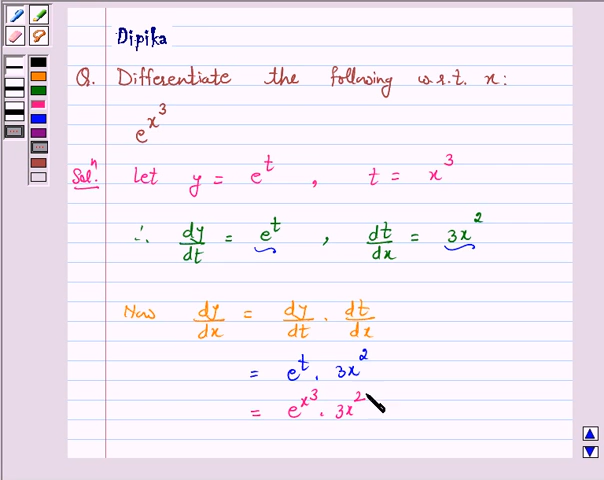 Dipika
Q. Differentiate the following w.r.t. x:
e^{x^3}
Solⁿ Let y = e^t , t = x^3
∴ dy/dt = e^t , dt/dx = 3x^2
Now dy/dx = dy/dt . dt/dx
= e^t . 3x^2
= e^{x^3} . 3x^2